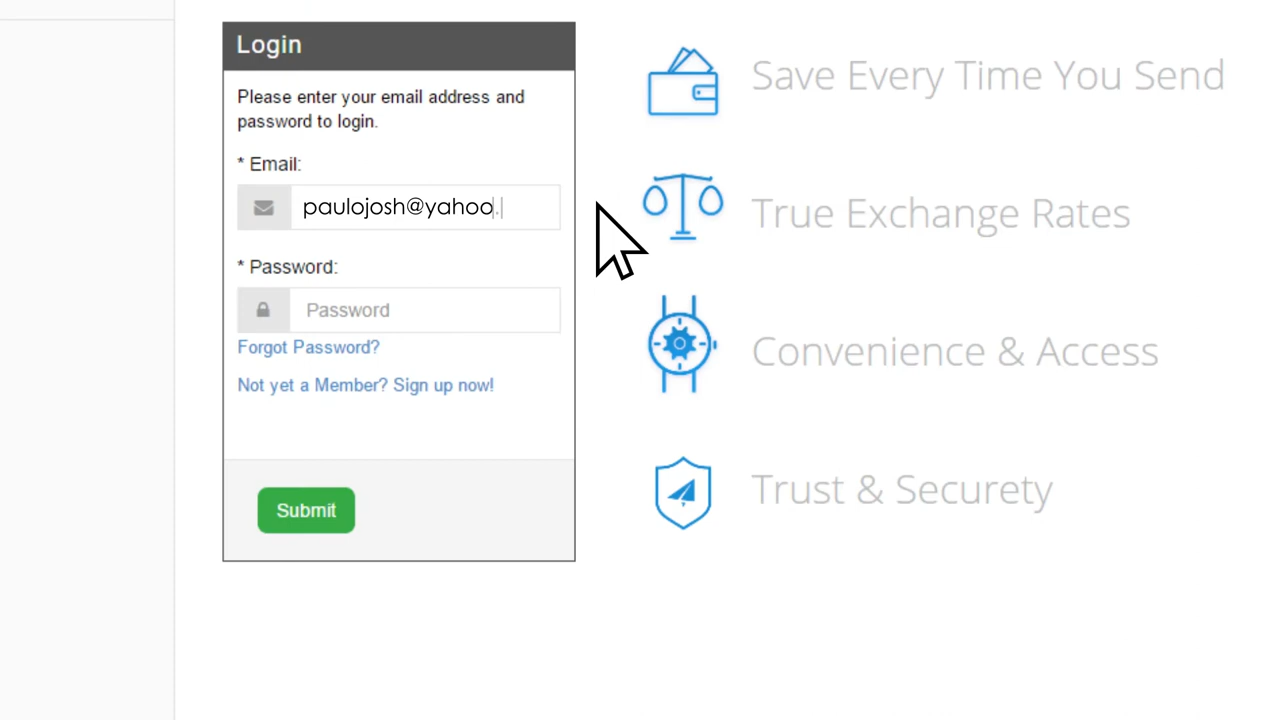 Login
Please enter your email address and
password to login.
* Email:
paulojosh@yahoo.
* Password:
Password
Forgot Password?
Not yet a Member? Sign up now!
Submit
Save Every Time You Send
True Exchange Rates
Convenience & Access
Trust & Securety